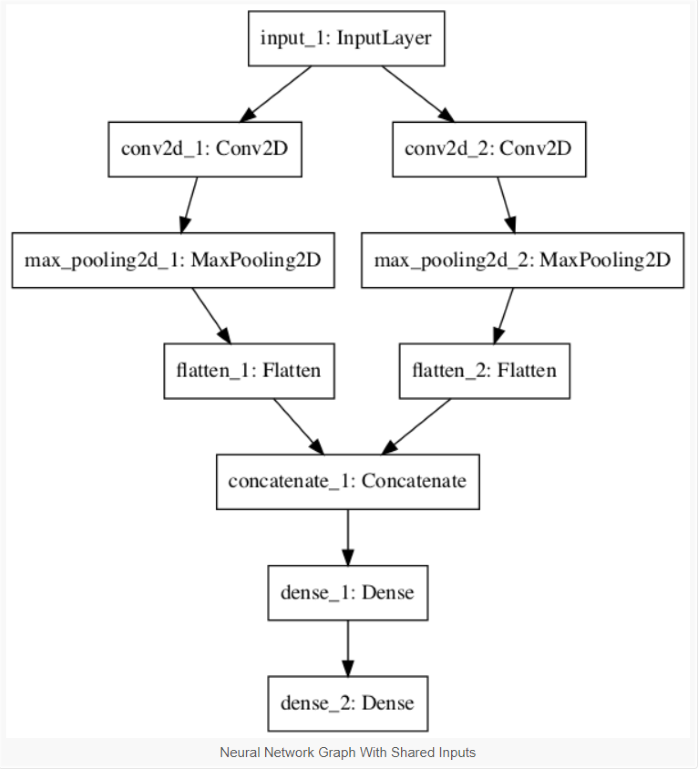 input_1: InputLayer
conv2d_1: Conv2D
conv2d_2: Conv2D
max_pooling2d_1: MaxPooling2D
max_pooling2d_2: MaxPooling2D
flatten_1: Flatten
flatten_2: Flatten
concatenate_1: Concatenate
dense_1: Dense
dense_2: Dense
Neural Network Graph With Shared Inputs